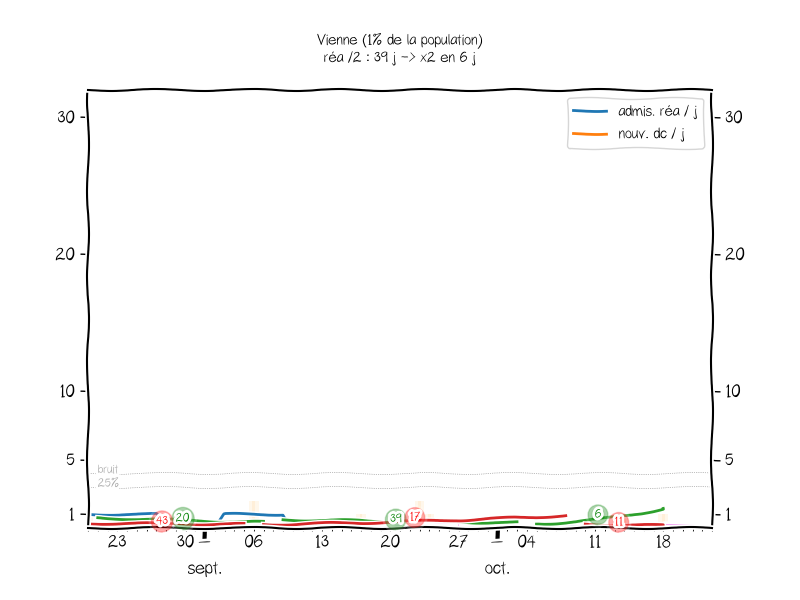 Vienne (1% de la population)
réa /2 : 39 j -> x2 en 6 j
admis. réa / j
nouv. dc / j
30 30
20 20
10 10
5 5
bruit
25%
1 1
43 20 39 17 6 11
23 30 06 13 20 27 04 11 18
sept. oct.